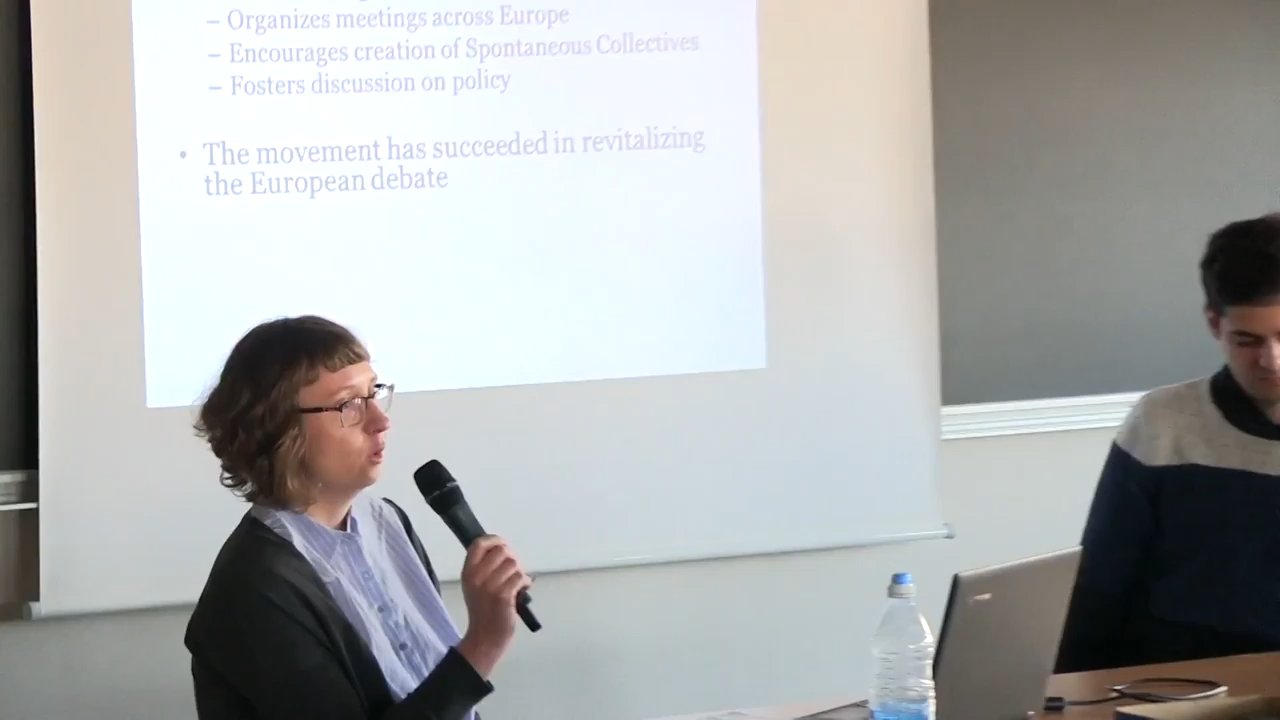 – Organizes meetings across Europe
– Encourages creation of Spontaneous Collectives
– Fosters discussion on policy
• The movement has succeeded in revitalizing
the European debate